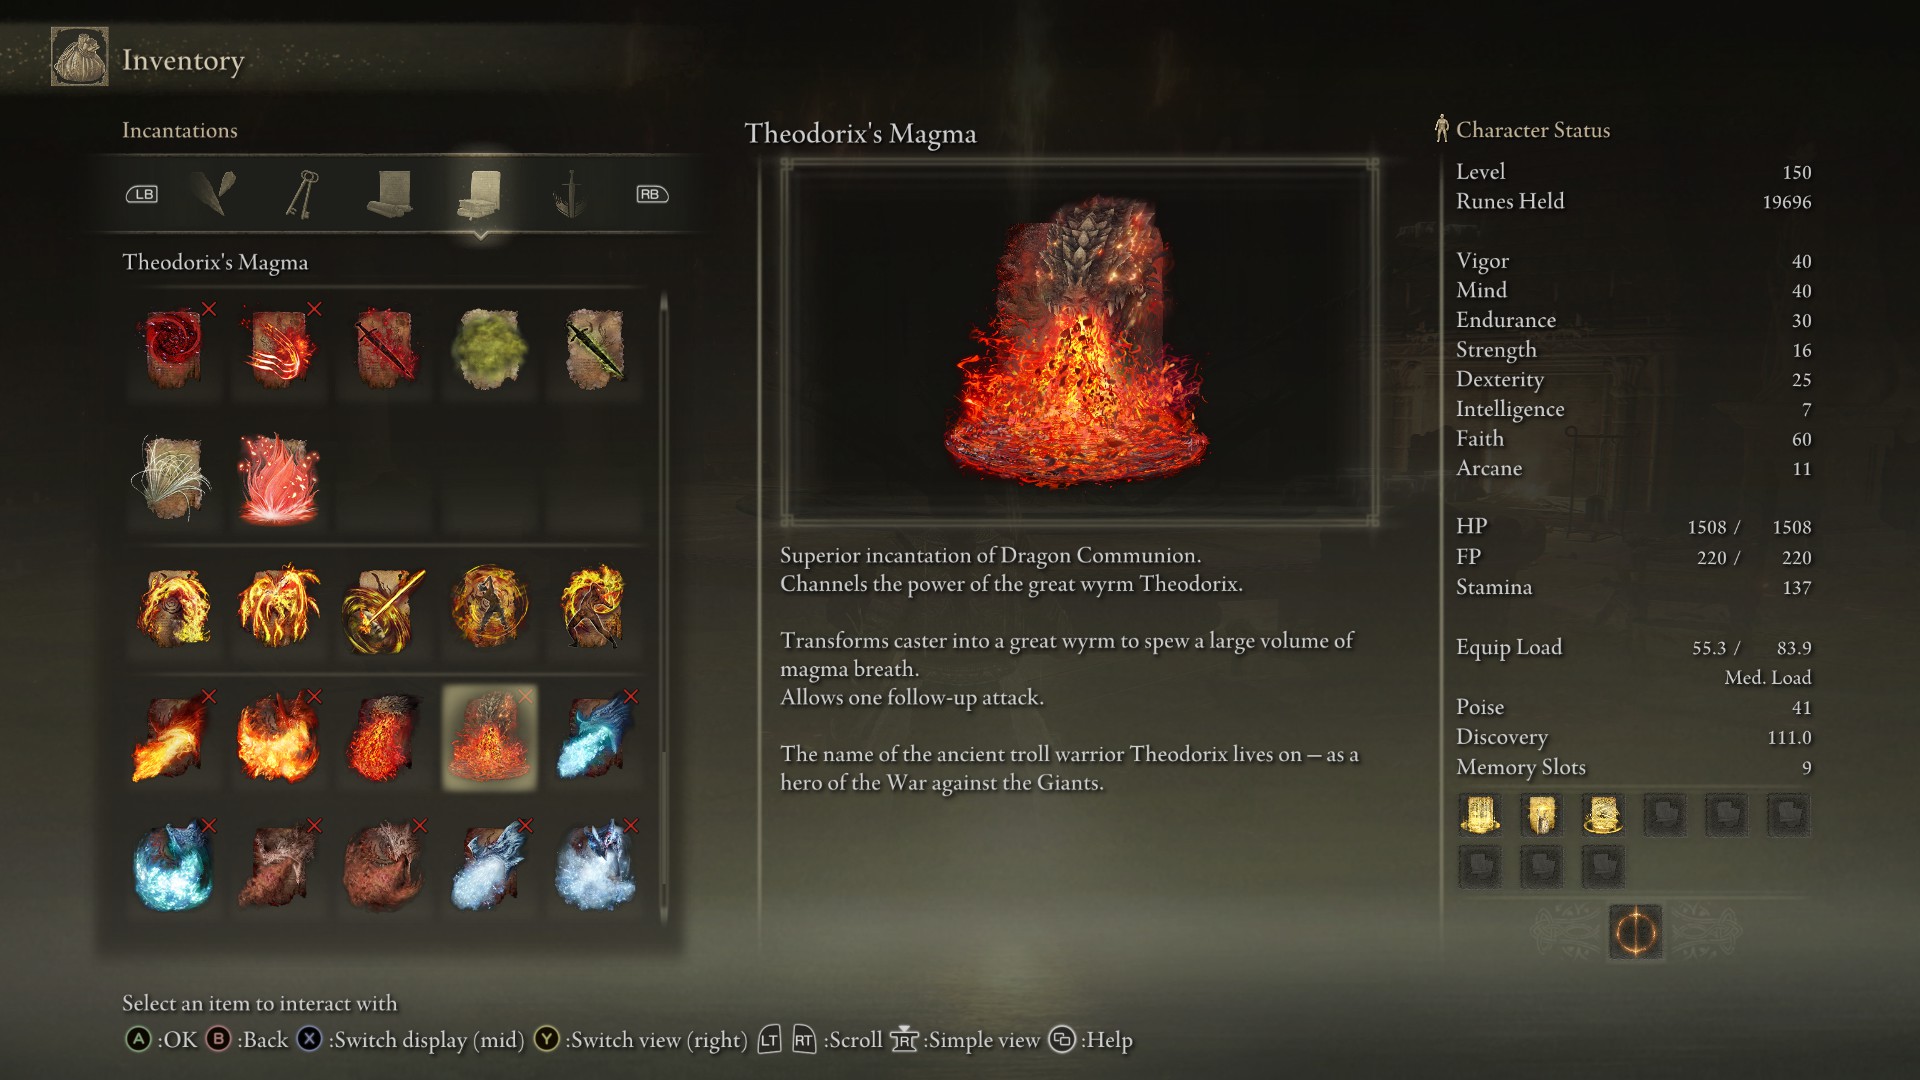 Inventory
Incantations
LB
RB
Theodorix's Magma
Theodorix's Magma
Superior incantation of Dragon Communion.
Channels the power of the great wyrm Theodorix.
Transforms caster into a great wyrm to spew a large volume of
magma breath.
Allows one follow-up attack.
The name of the ancient troll warrior Theodorix lives on – as a
hero of the War against the Giants.
Character Status
Level 150
Runes Held 19696
Vigor 40
Mind 40
Endurance 30
Strength 16
Dexterity 25
Intelligence 7
Faith 60
Arcane 11
HP 1508 / 1508
FP 220 / 220
Stamina 137
Equip Load 55.3 / 83.9
Med. Load
Poise 41
Discovery 111.0
Memory Slots 9
Select an item to interact with
A :OK B :Back X :Switch display (mid) Y :Switch view (right) LT RT :Scroll R :Simple view :Help